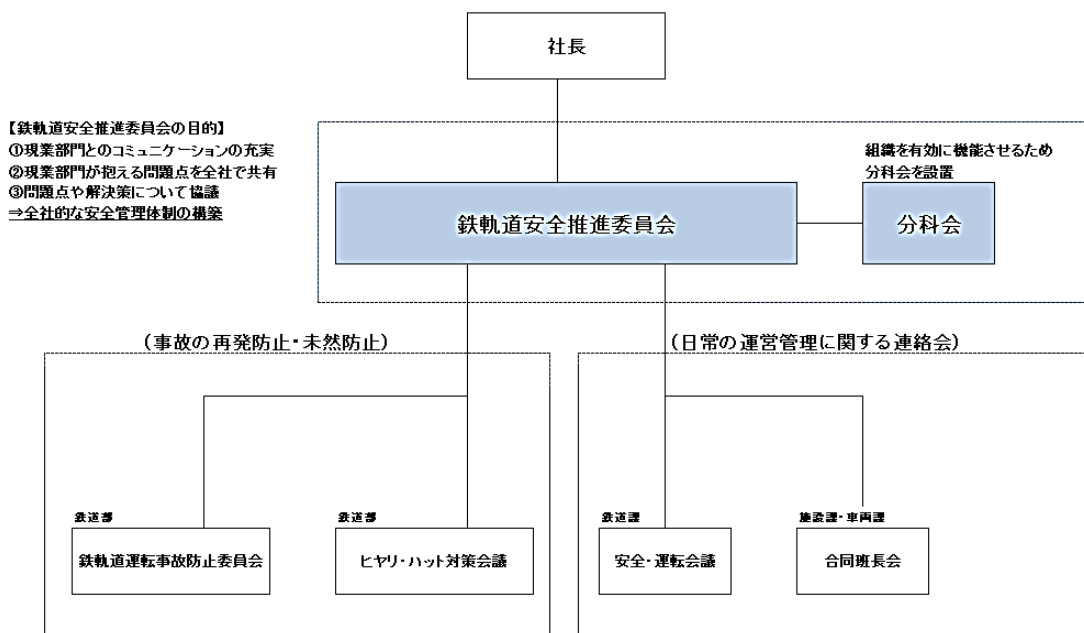 社長
【鉄軌道安全推進委員会の目的】
①現業部門とのコミュニケーションの充実
②現業部門が抱える問題点を全社で共有
③問題点や解決策について協議
⇒全社的な安全管理体制の構築
組織を有効に機能させるため
分科会を設置
鉄軌道安全推進委員会
分科会
(事故の再発防止・未然防止)
(日常の運営管理に関する連絡会)
鉄道部
鉄軌道運転事故防止委員会
鉄道部
ヒヤリ・ハット対策会議
鉄道課
安全・運転会議
施設課・車両課
合同班長会